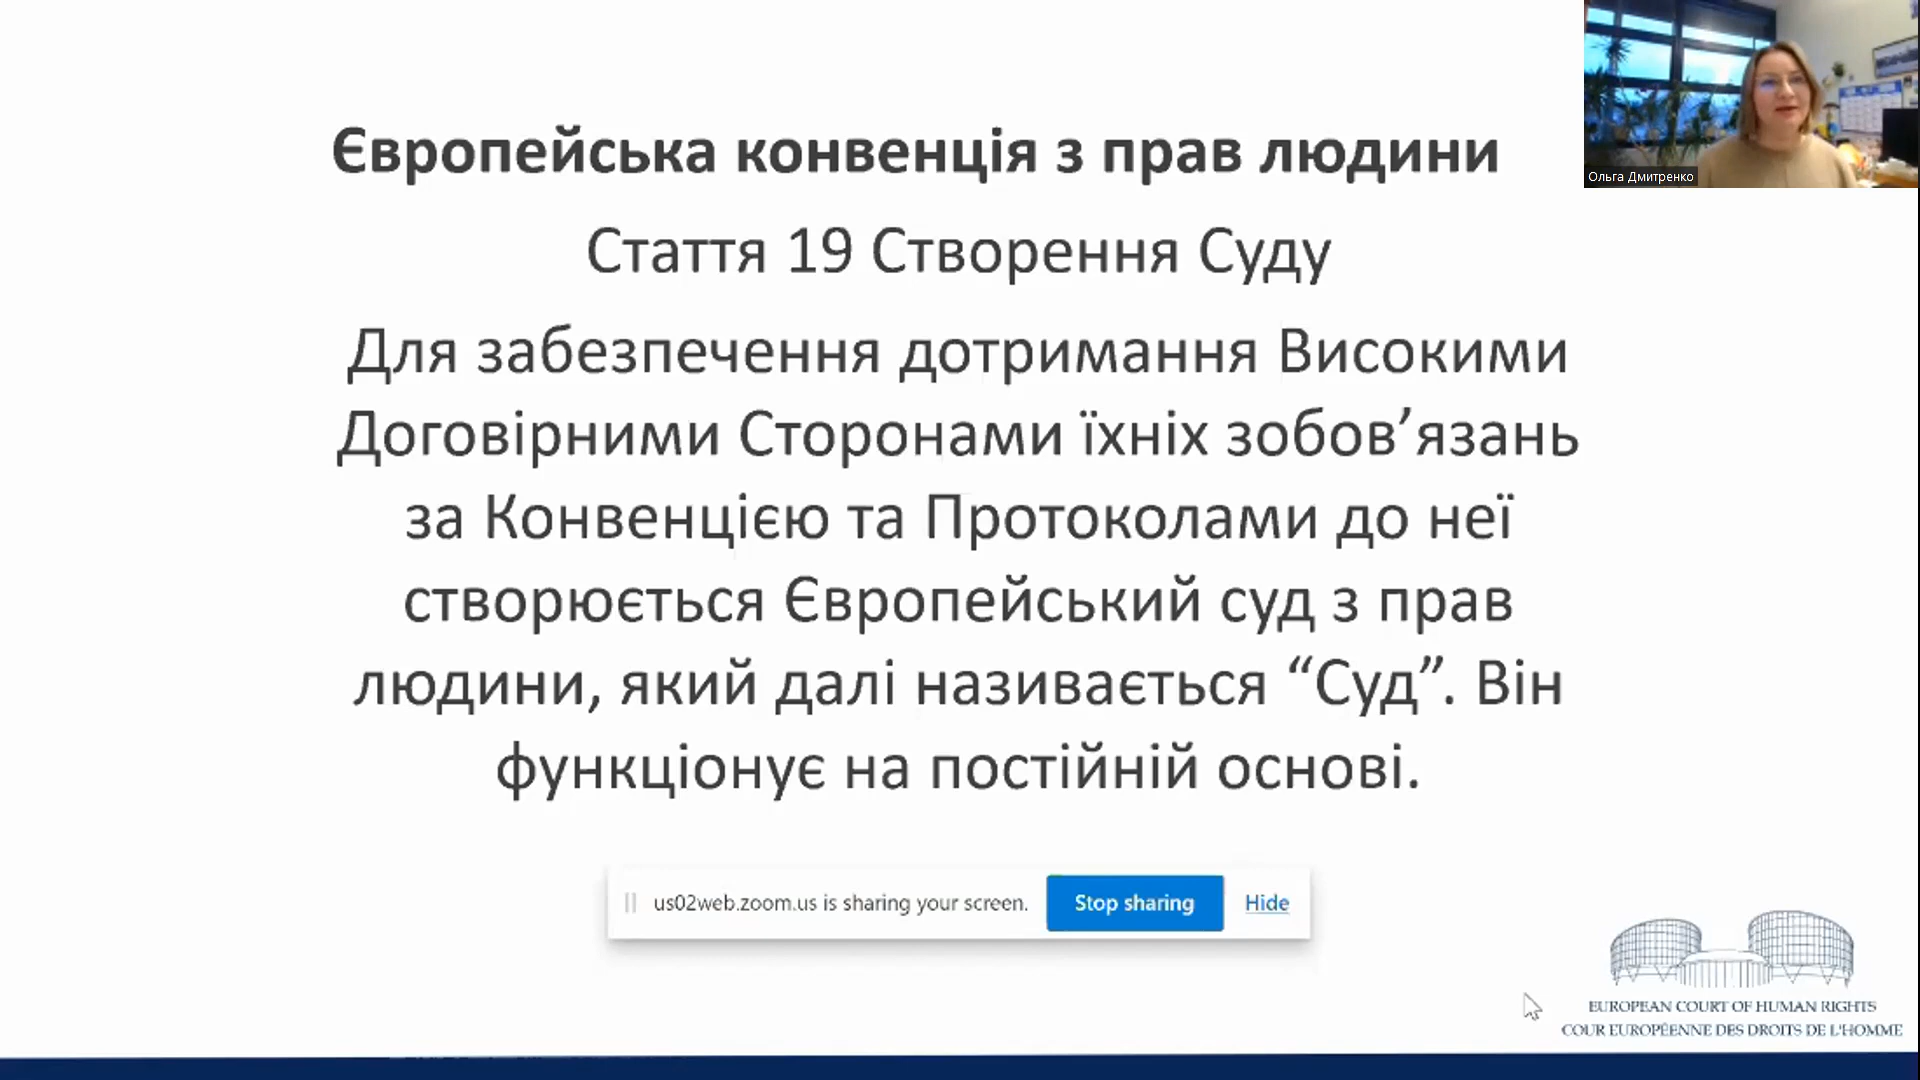 Європейська конвенція з прав людини
Стаття 19 Створення Суду
Для забезпечення дотримання Високими
Договірними Сторонами їхніх зобов’язань
за Конвенцією та Протоколами до неї
створюється Європейський суд з прав
людини, який далі називається “Суд”. Він
функціонує на постійній основі.
Ольга Дмитренко
us02web.zoom.us is sharing your screen.
Stop sharing
Hide
EUROPEAN COURT OF HUMAN RIGHTS
COUR EUROPÉENNE DES DROITS DE L'HOMME